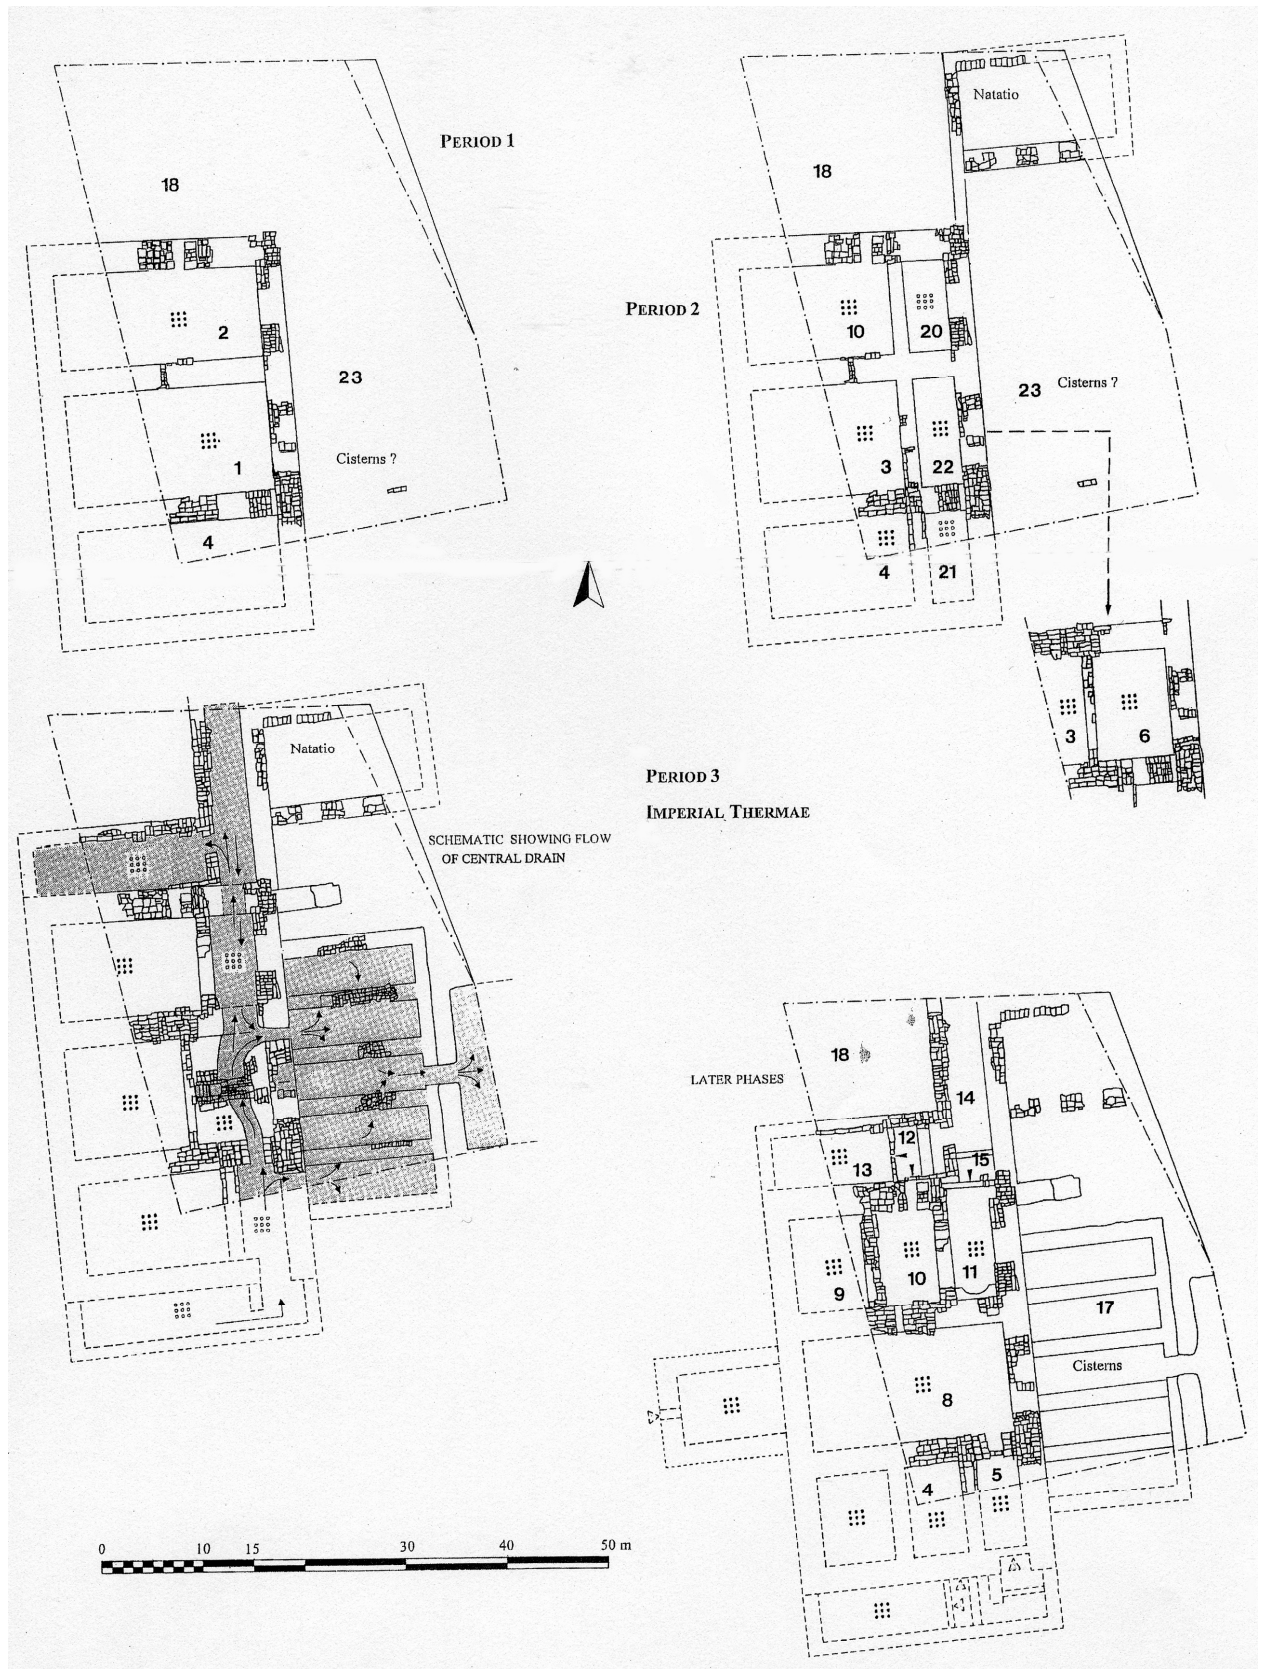 PERIOD 1
18
2
23
1
Cisterns ?
4
Natatio
18
PERIOD 2
10
20
23
Cisterns ?
3
22
4
21
3
6
Natatio
PERIOD 3
IMPERIAL THERMAE
SCHEMATIC SHOWING FLOW
OF CENTRAL DRAIN
LATER PHASES
18
14
12
13
15
9
10
11
17
Cisterns
8
4
5
0
10
15
30
40
50 m